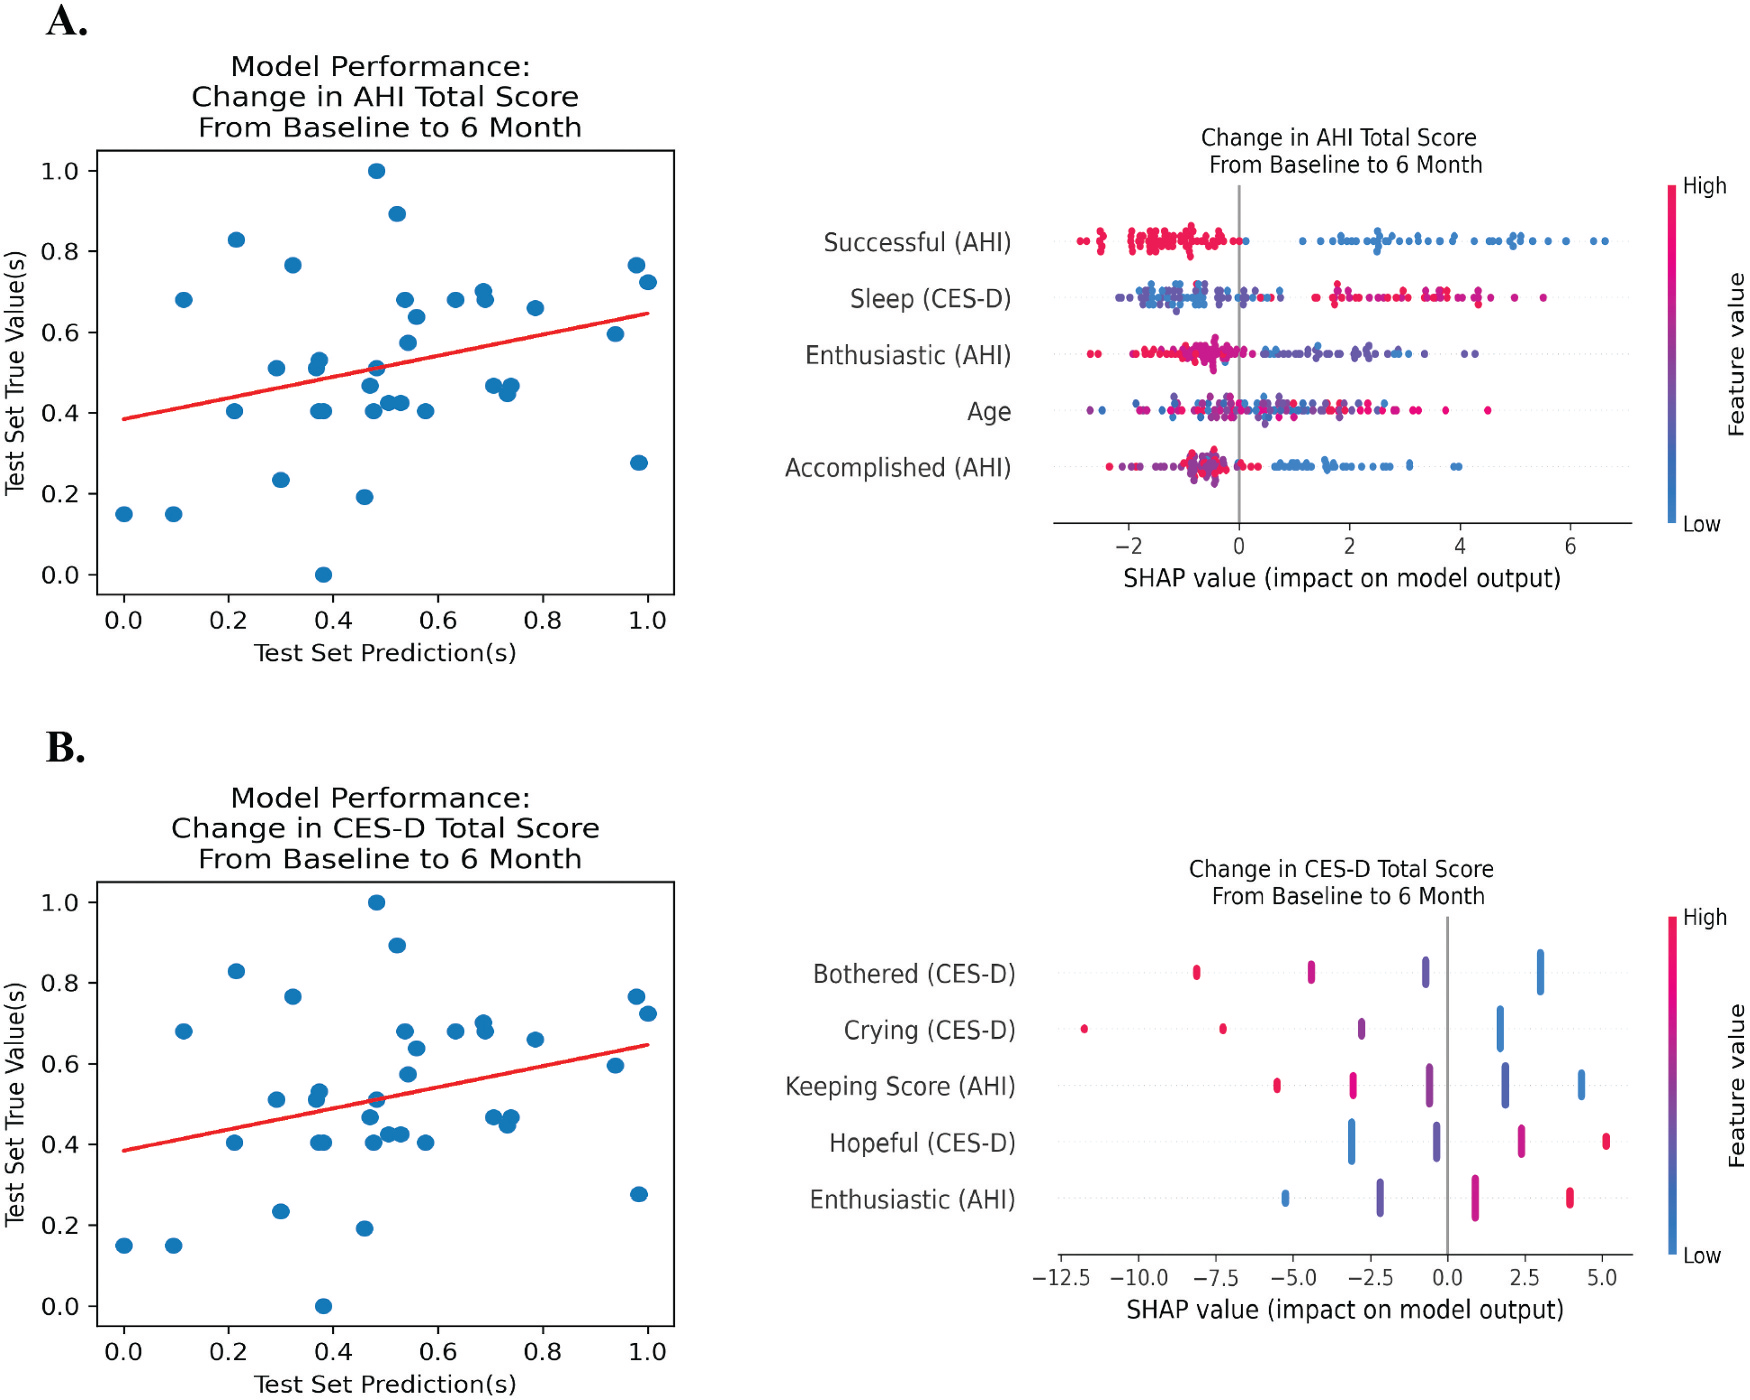 A.
Model Performance:
Change in AHI Total Score
From Baseline to 6 Month
1.0
0.8
0.6
0.4
0.2
0.0
Test Set True Value(s)
0.0 0.2 0.4 0.6 0.8 1.0
Test Set Prediction(s)
Change in AHI Total Score
From Baseline to 6 Month
Successful (AHI)
Sleep (CES-D)
Enthusiastic (AHI)
Age
Accomplished (AHI)
−2 0 2 4 6
SHAP value (impact on model output)
High
Feature value
Low
B.
Model Performance:
Change in CES-D Total Score
From Baseline to 6 Month
1.0
0.8
0.6
0.4
0.2
0.0
Test Set True Value(s)
0.0 0.2 0.4 0.6 0.8 1.0
Test Set Prediction(s)
Change in CES-D Total Score
From Baseline to 6 Month
Bothered (CES-D)
Crying (CES-D)
Keeping Score (AHI)
Hopeful (CES-D)
Enthusiastic (AHI)
−12.5 −10.0 −7.5 −5.0 −2.5 0.0 2.5 5.0
SHAP value (impact on model output)
High
Feature value
Low